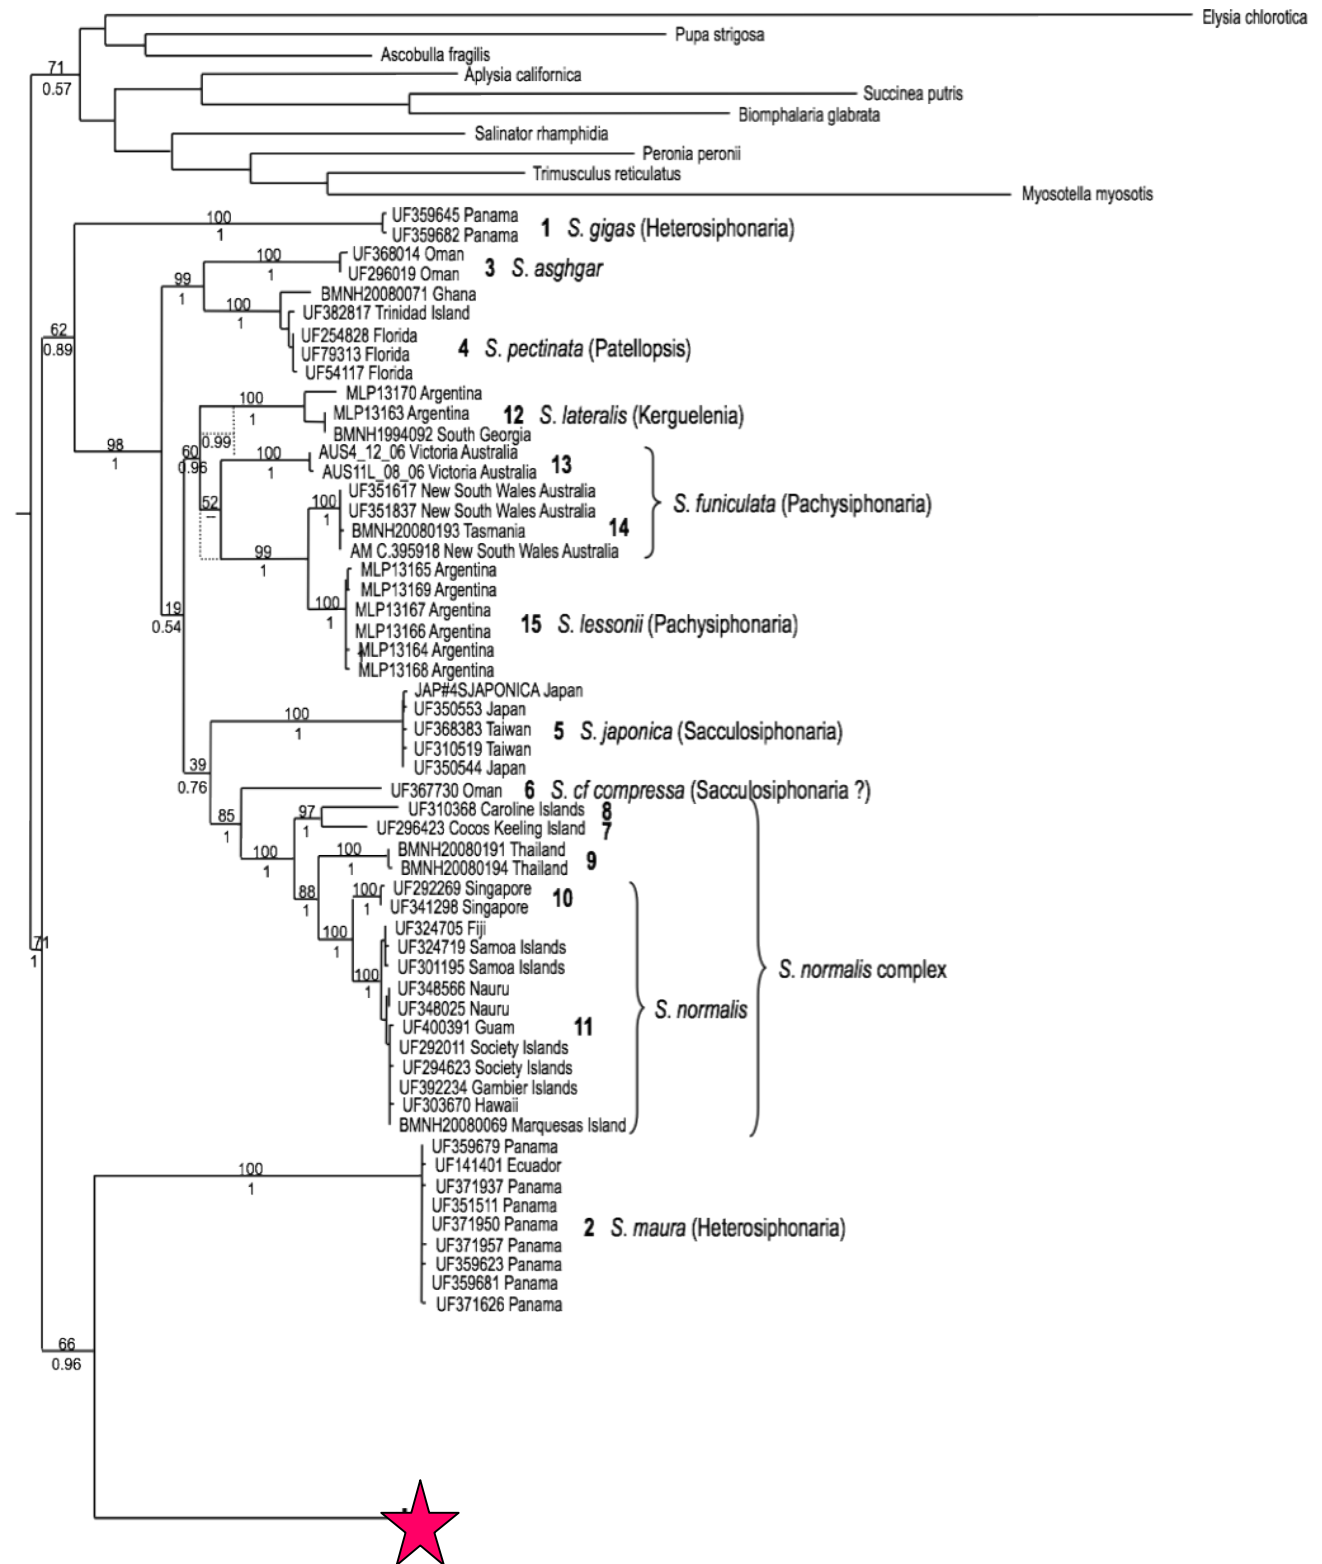 Elysia chlorotica
Pupa strigosa
Ascobulla fragilis
71
0.57
Aplysia californica
Succinea putris
Biomphalaria glabrata
Salinator rhamphidia
Peronia peronii
Trimusculus reticulatus
Myosotella myosotis
100
1
UF359645 Panama
UF359682 Panama
1 S. gigas (Heterosiphonaria)
100
1
UF368014 Oman
UF296019 Oman
3 S. asghgar
99
1
100
1
BMNH20080071 Ghana
UF382817 Trinidad Island
UF254828 Florida
UF79313 Florida
UF54117 Florida
4 S. pectinata (Patellopsis)
62
0.89
100
1
MLP13170 Argentina
MLP13163 Argentina
BMNH1994092 South Georgia
12 S. lateralis (Kerguelenia)
98
1
0.99
60
0.96
100
1
AUS4_12_06 Victoria Australia
AUS11L_08_06 Victoria Australia
13
52
–
100
1
UF351617 New South Wales Australia
UF351837 New South Wales Australia
BMNH20080193 Tasmania
AM C.395918 New South Wales Australia
14
S. funiculata (Pachysiphonaria)
99
1
100
1
MLP13165 Argentina
MLP13169 Argentina
MLP13167 Argentina
MLP13166 Argentina
MLP13164 Argentina
MLP13168 Argentina
15 S. lessonii (Pachysiphonaria)
19
0.54
100
1
JAP#4SJAPONICA Japan
UF350553 Japan
UF368383 Taiwan
UF310519 Taiwan
UF350544 Japan
5 S. japonica (Sacculosiphonaria)
39
0.76
UF367730 Oman
6 S. cf compressa (Sacculosiphonaria ?)
85
1
97
1
UF310368 Caroline Islands
8
UF296423 Cocos Keeling Island
7
100
1
100
1
BMNH20080191 Thailand
BMNH20080194 Thailand
9
88
1
100
1
UF292269 Singapore
UF341298 Singapore
10
100
1
100
1
UF324705 Fiji
UF324719 Samoa Islands
UF301195 Samoa Islands
UF348566 Nauru
UF348025 Nauru
UF400391 Guam
UF292011 Society Islands
UF294623 Society Islands
UF392234 Gambier Islands
UF303670 Hawaii
BMNH20080069 Marquesas Island
11
S. normalis
S. normalis complex
71
1
100
1
UF359679 Panama
UF141401 Ecuador
UF371937 Panama
UF351511 Panama
UF371950 Panama
UF371957 Panama
UF359623 Panama
UF359681 Panama
UF371626 Panama
2 S. maura (Heterosiphonaria)
66
0.96